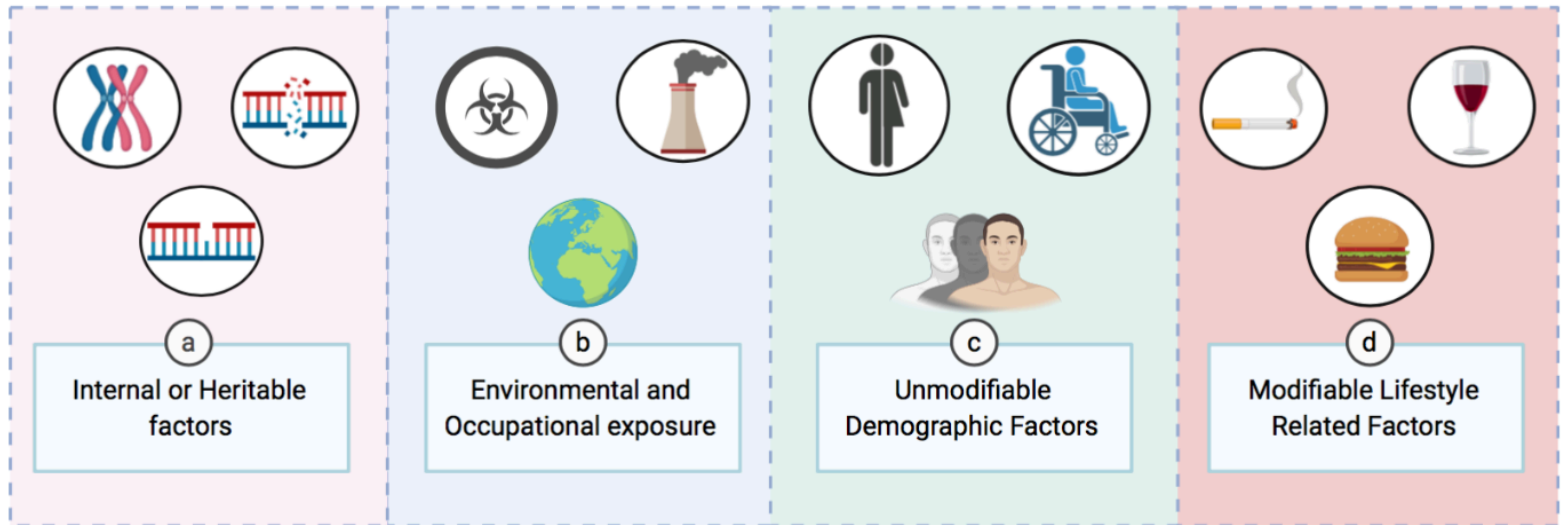 a
Internal or Heritable
factors
b
Environmental and
Occupational exposure
c
Unmodifiable
Demographic Factors
d
Modifiable Lifestyle
Related Factors